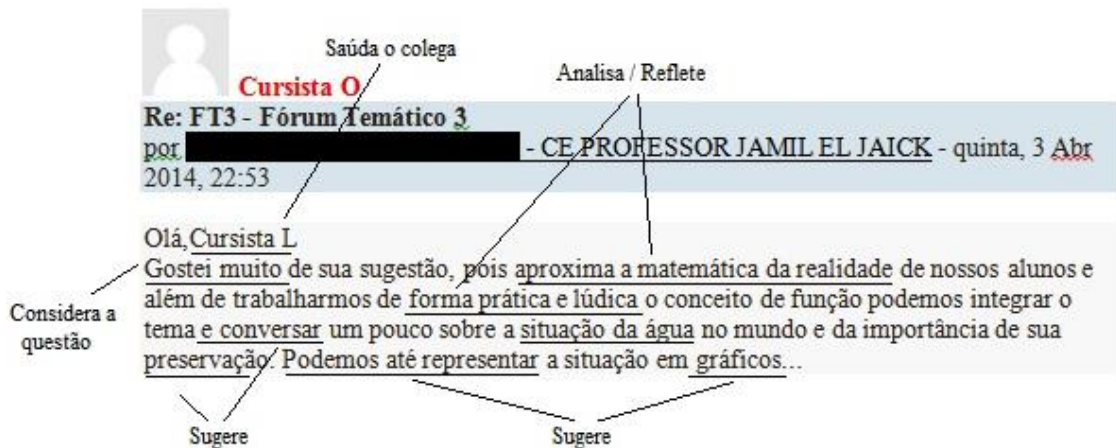 Saúda o colega
Analisa / Reflete
Cursista O
Re: FT3 - Fórum Temático 3
por - CE PROFESSOR JAMIL EL JAICK - quinta, 3 Abr
2014, 22:53
Olá,Cursista L
Gostei muito de sua sugestão, pois aproxima a matemática da realidade de nossos alunos e
além de trabalharmos de forma prática e lúdica o conceito de função podemos integrar o
tema e conversar um pouco sobre a situação da água no mundo e da importância de sua
preservação. Podemos até representar a situação em gráficos...
Considera a
questão
Sugere
Sugere